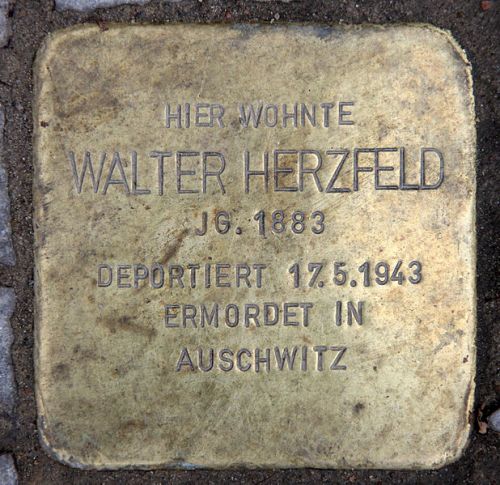 HIER WOHNTE
WALTER HERZFELD
JG. 1883
DEPORTIERT 17.5.1943
ERMORDET IN
AUSCHWITZ